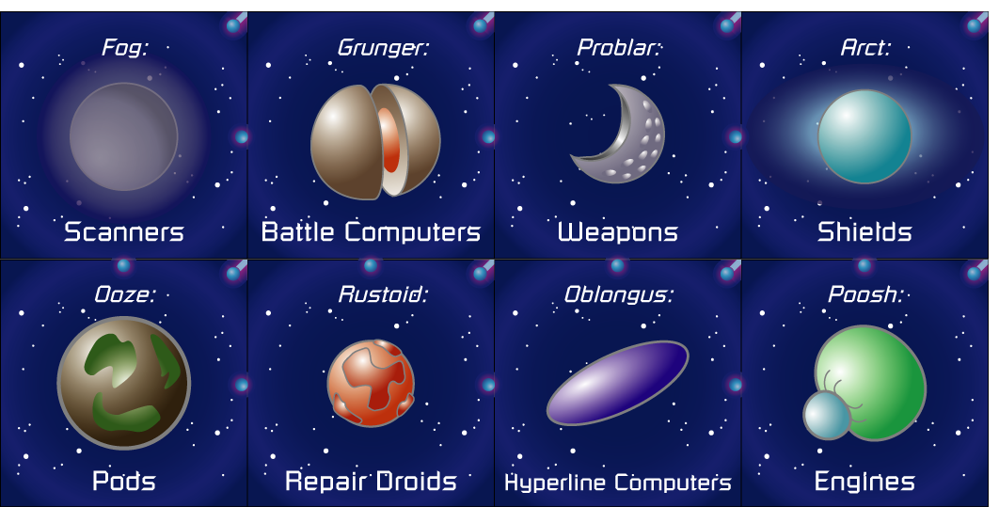 Fog:
Scanners
Grunger:
Battle Computers
Problar:
Weapons
Arct:
Shields
Ooze:
Pods
Rustoid:
Repair Droids
Oblongus:
Hyperline Computers
Poosh:
Engines